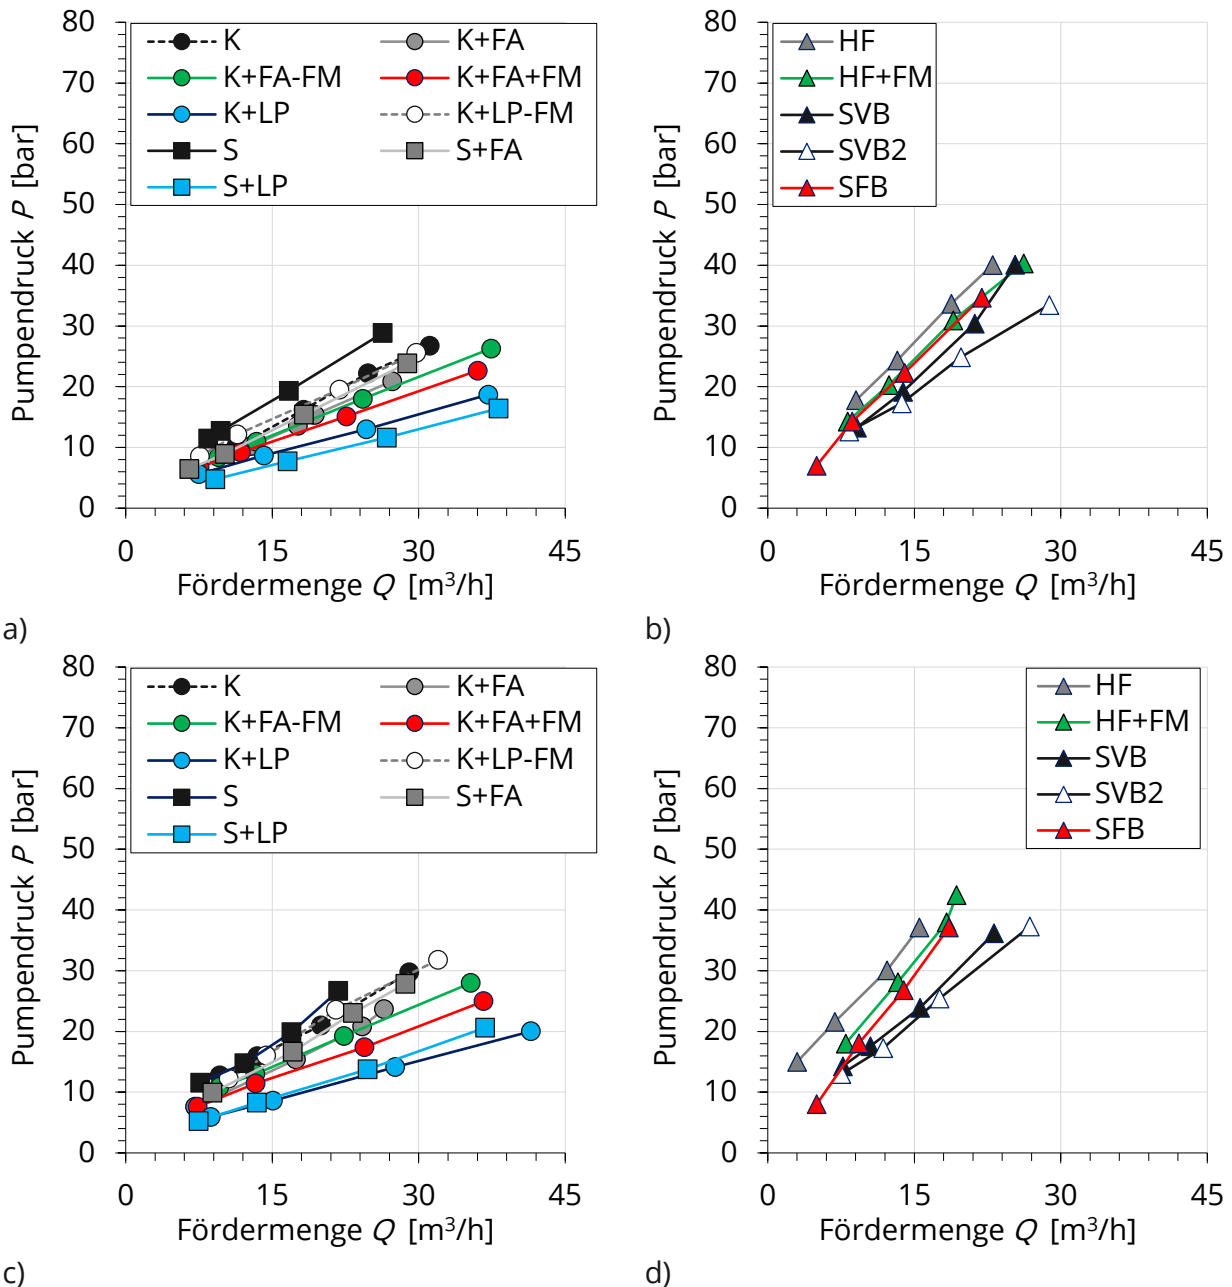 80
70
60
50
40
30
20
10
0
Pumpendruck P [bar]
K
K+FA
K+FA-FM
K+FA+FM
K+LP
K+LP-FM
S
S+FA
S+LP
0 15 30 45
Fördermenge Q [m³/h]
a)
80
70
60
50
40
30
20
10
0
Pumpendruck P [bar]
HF
HF+FM
SVB
SVB2
SFB
0 15 30 45
Fördermenge Q [m³/h]
b)
80
70
60
50
40
30
20
10
0
Pumpendruck P [bar]
K
K+FA
K+FA-FM
K+FA+FM
K+LP
K+LP-FM
S
S+FA
S+LP
0 15 30 45
Fördermenge Q [m³/h]
c)
80
70
60
50
40
30
20
10
0
Pumpendruck P [bar]
HF
HF+FM
SVB
SVB2
SFB
0 15 30 45
Fördermenge Q [m³/h]
d)